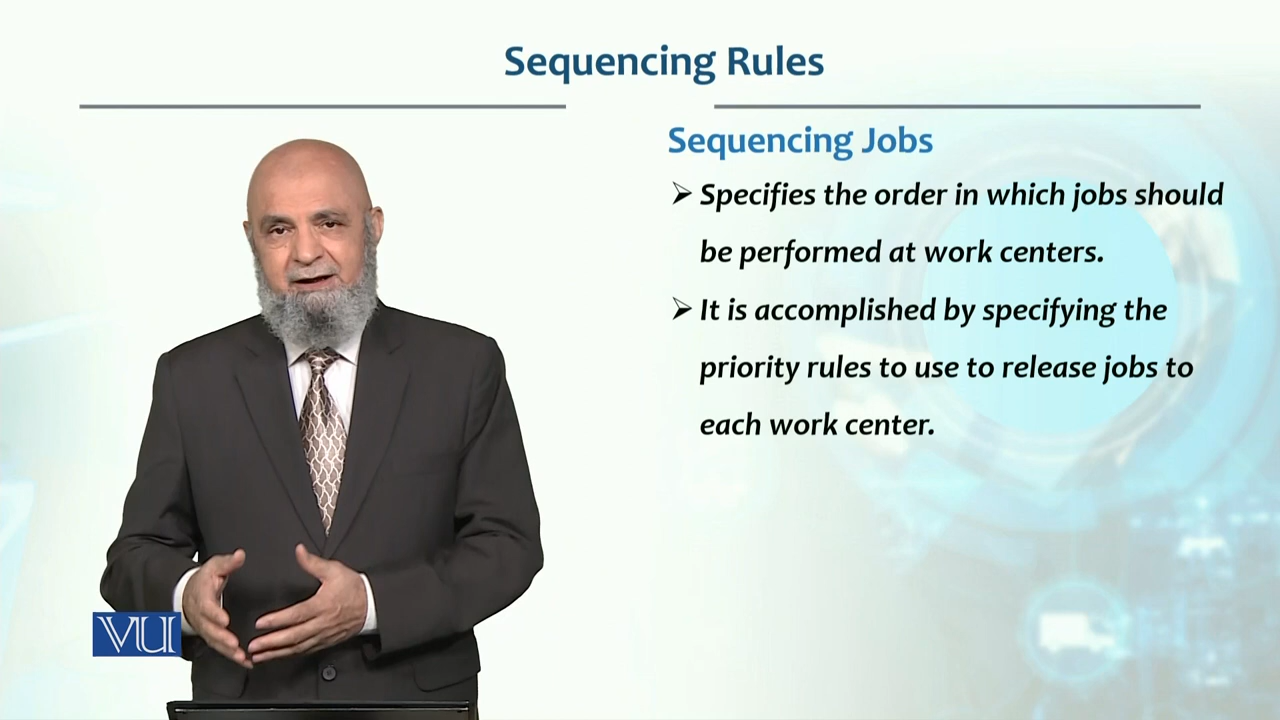 Sequencing Rules
Sequencing Jobs
➢ Specifies the order in which jobs should
be performed at work centers.
➢ It is accomplished by specifying the
priority rules to use to release jobs to
each work center.
VU